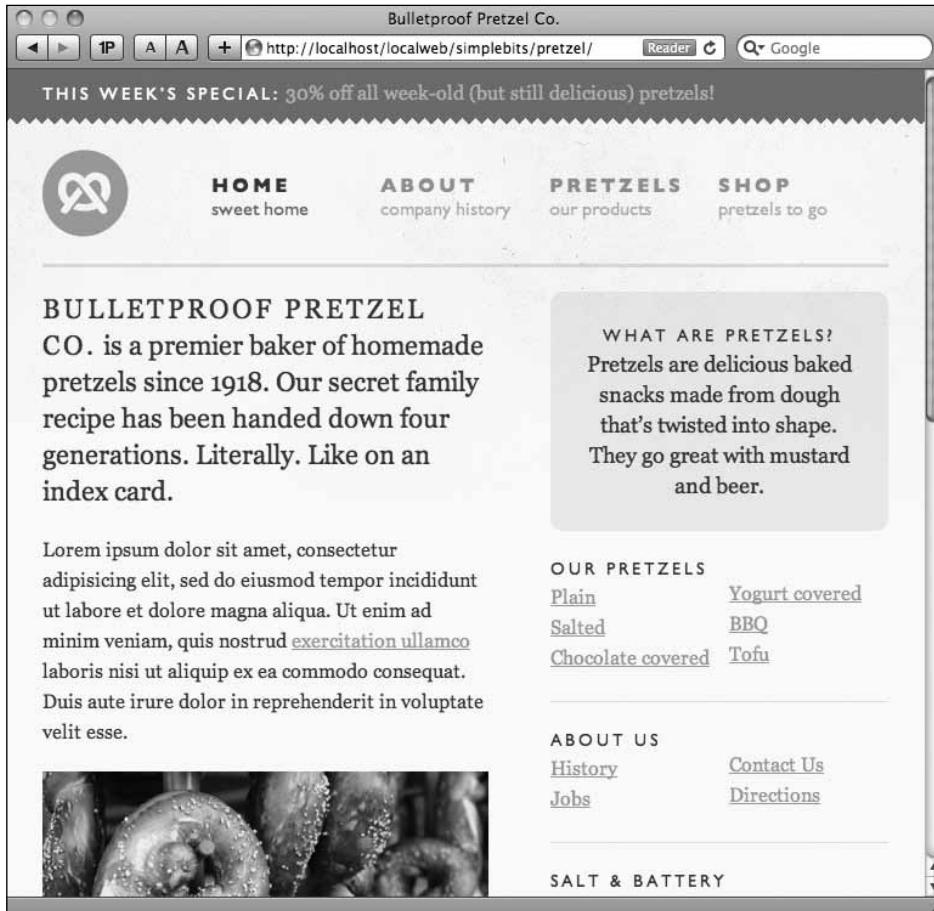 Bulletproof Pretzel Co.
1P A A + http://localhost/localweb/simplebits/pretzel/ Reader Google
THIS WEEK'S SPECIAL: 30% off all week-old (but still delicious) pretzels!
HOME ABOUT PRETZELS SHOP
sweet home company history our products pretzels to go
BULLETPROOF PRETZEL
CO. is a premier baker of homemade
pretzels since 1918. Our secret family
recipe has been handed down four
generations. Literally. Like on an
index card.
Lorem ipsum dolor sit amet, consectetur
adipisicing elit, sed do eiusmod tempor incididunt
ut labore et dolore magna aliqua. Ut enim ad
minim veniam, quis nostrud exercitation ullamco
laboris nisi ut aliquip ex ea commodo consequat.
Duis aute irure dolor in reprehenderit in voluptate
velit esse.
WHAT ARE PRETZELS?
Pretzels are delicious baked
snacks made from dough
that's twisted into shape.
They go great with mustard
and beer.
OUR PRETZELS
Plain Yogurt covered
Salted BBQ
Chocolate covered Tofu
ABOUT US
History Contact Us
Jobs Directions
SALT & BATTERY